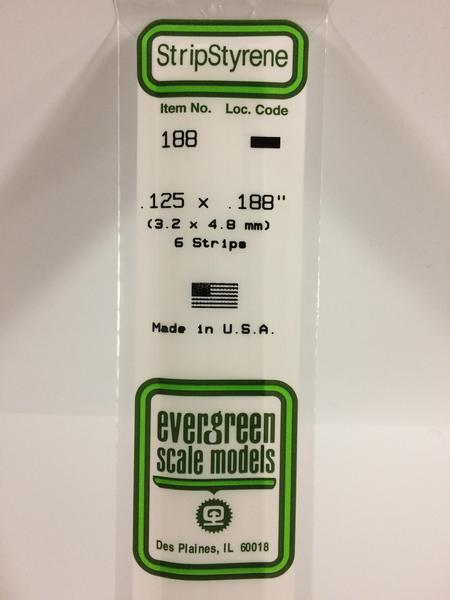 StripStyrene
Item No. Loc. Code
188
.125 x .188"
(3.2 x 4.8 mm)
6 Strips
Made in U.S.A.
evergreen
scale models
Des Plaines, IL 60018